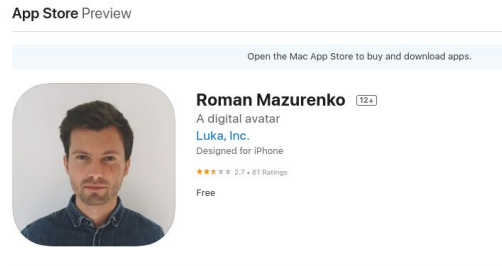 App Store Preview
Open the Mac App Store to buy and download apps.
Roman Mazurenko 12+
A digital avatar
Luka, Inc.
Designed for iPhone
★★★★★ 2.7 • 61 Ratings
Free